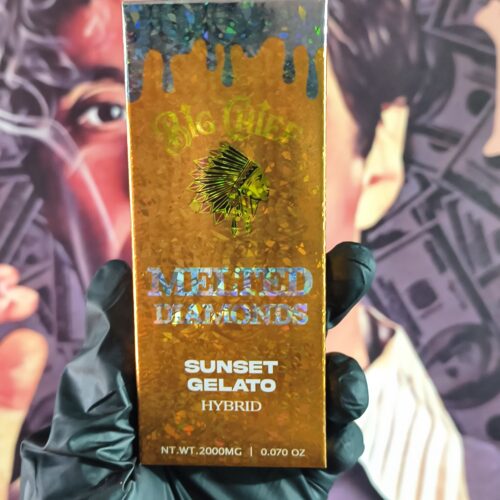 Big Chief
MELTED
DIAMONDS
SUNSET
GELATO
HYBRID
NT.WT.2000MG | 0.070 OZ